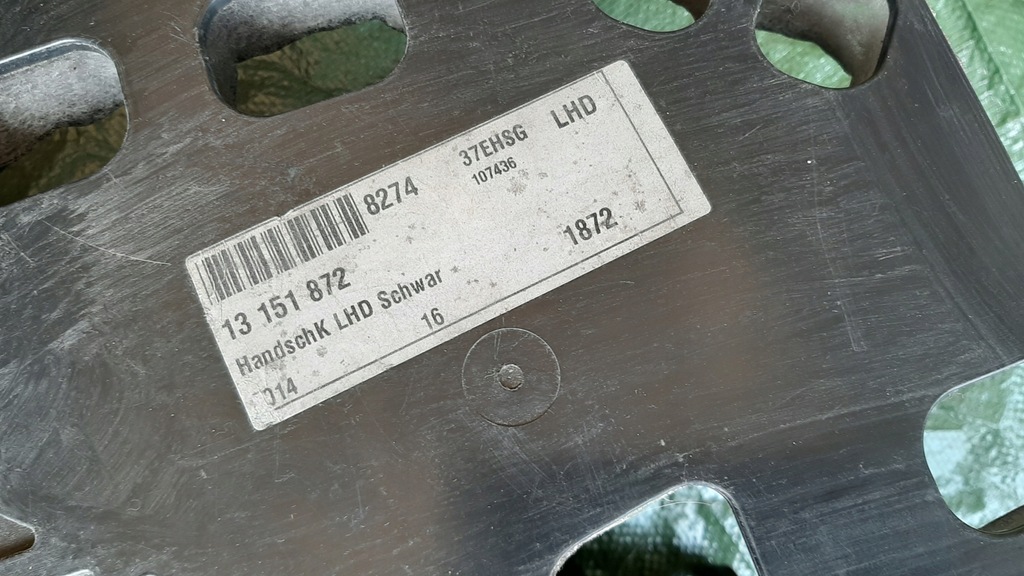 8274 37EHSG LHD
107436
13 151 872 1872
HandschK LHD Schwar
16
014